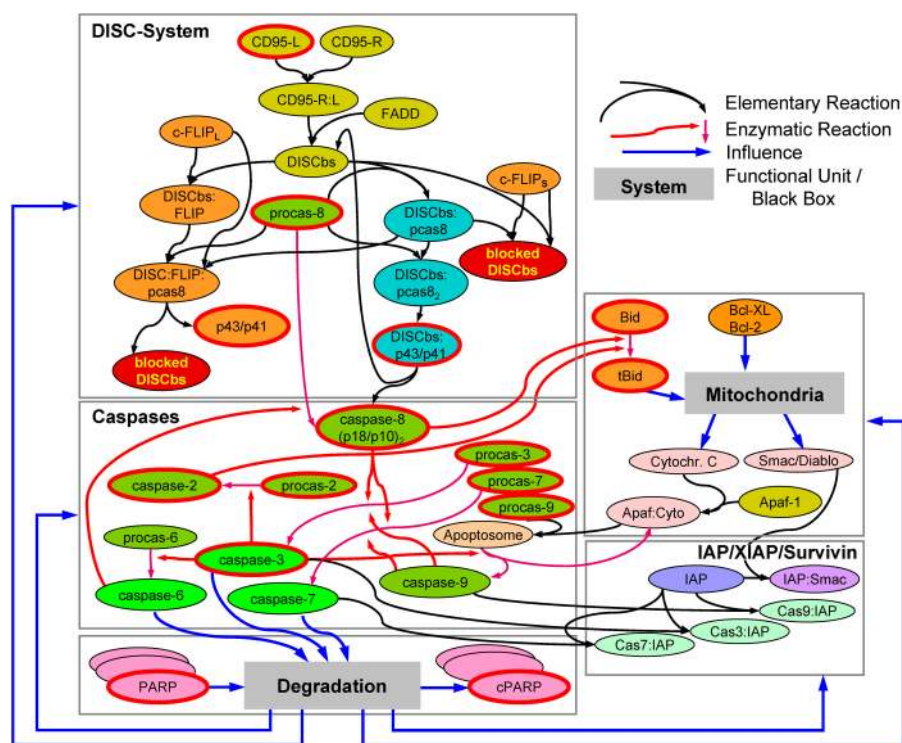 DISC-System
CD95-L
CD95-R
CD95-R:L
FADD
c-FLIPL
DISCbs
c-FLIPS
DISCbs:
FLIP
procas-8
DISCbs:
pcas8
blocked
DISCbs
DISC:FLIP:
pcas8
DISCbs:
pcas82
p43/p41
DISCbs:
p43/p41
blocked
DISCbs
Elementary Reaction
Enzymatic Reaction
Influence
System
Functional Unit /
Black Box
Bid
Bcl-XL
Bcl-2
tBid
Mitochondria
Cytochr. C
Smac/Diablo
Apaf:Cyto
Apaf-1
Caspases
caspase-8
(p18/p10)2
procas-3
caspase-2
procas-2
procas-7
procas-9
procas-6
Apoptosome
caspase-3
caspase-9
caspase-6
caspase-7
IAP/XIAP/Survivin
IAP
IAP:Smac
Cas9:IAP
Cas3:IAP
Cas7:IAP
PARP
Degradation
cPARP